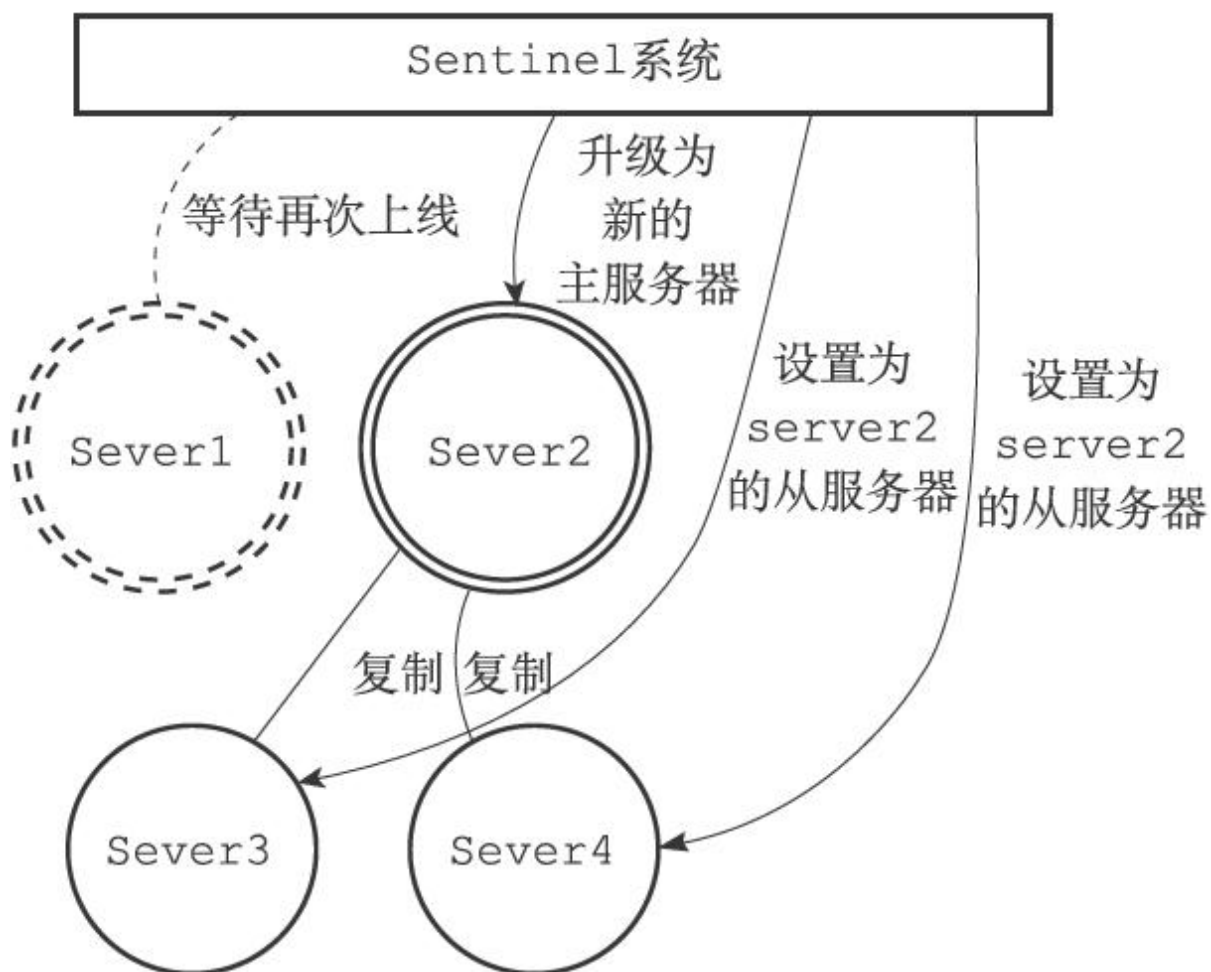 Sentinel系统
等待再次上线
升级为
新的
主服务器
Sever1
Sever2
设置为
server2
的从服务器
设置为
server2
的从服务器
复制
复制
Sever3
Sever4